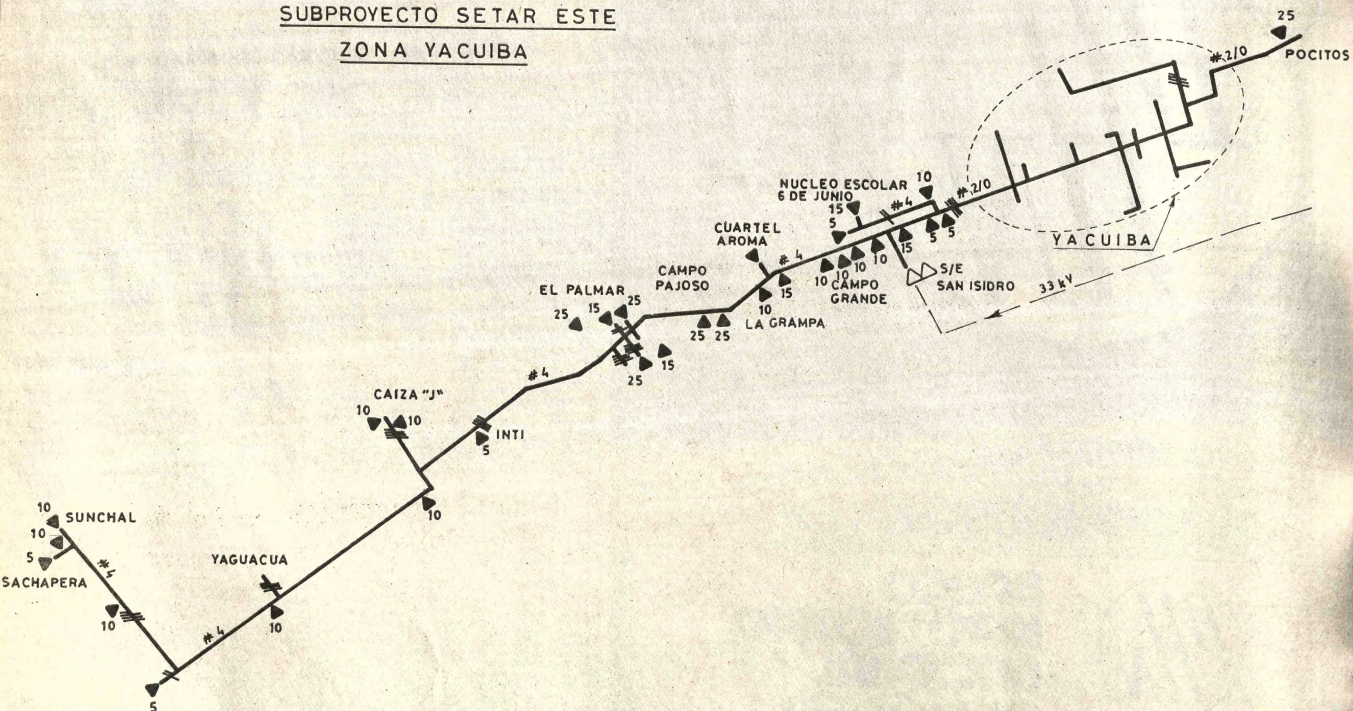 SUBPROYECTO SETAR ESTE
ZONA YACUIBA
25
POCITOS
# 2/0
NUCLEO ESCOLAR
6 DE JUNIO
10
# 4
# 2/0
15
5
5
5
15
YACUIBA
CUARTEL
AROMA
# 4
10
10
10
10
CAMPO
GRANDE
S/E
SAN ISIDRO
33 kV
CAMPO
PAJOSO
15
10
LA GRAMPA
EL PALMAR
25
15
25
25
25
15
25
# 4
CAIZA "J"
10
10
INTI
5
10
10
SUNCHAL
10
5
SACHAPERA
# 4
YAGUACUA
10
10
# 4
5